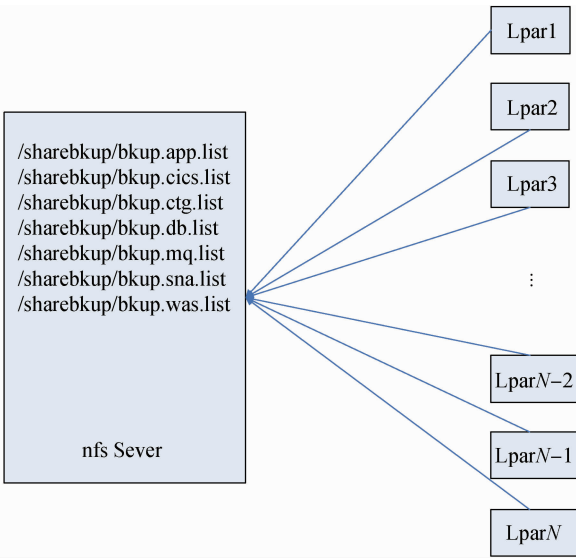 /sharebkup/bkup.app.list
/sharebkup/bkup.cics.list
/sharebkup/bkup.ctg.list
/sharebkup/bkup.db.list
/sharebkup/bkup.mq.list
/sharebkup/bkup.sna.list
/sharebkup/bkup.was.list
nfs Sever
Lpar1
Lpar2
Lpar3
⋮
LparN−2
LparN−1
LparN